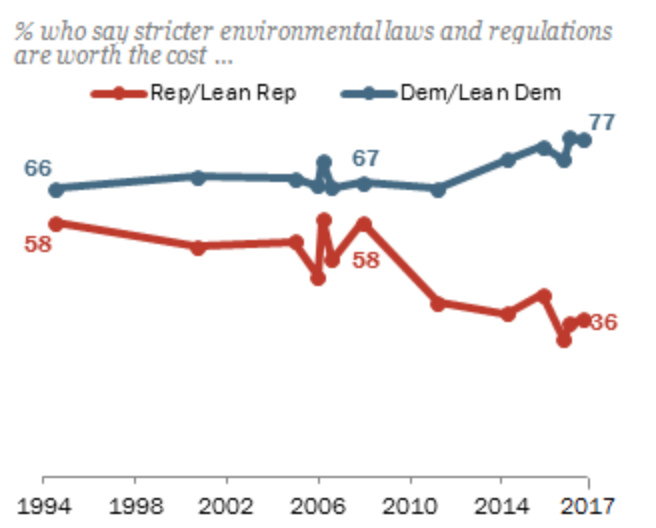 % who say stricter environmental laws and regulations
are worth the cost ...
Rep/Lean Rep Dem/Lean Dem
77
66
67
58
58
36
1994 1998 2002 2006 2010 2014 2017